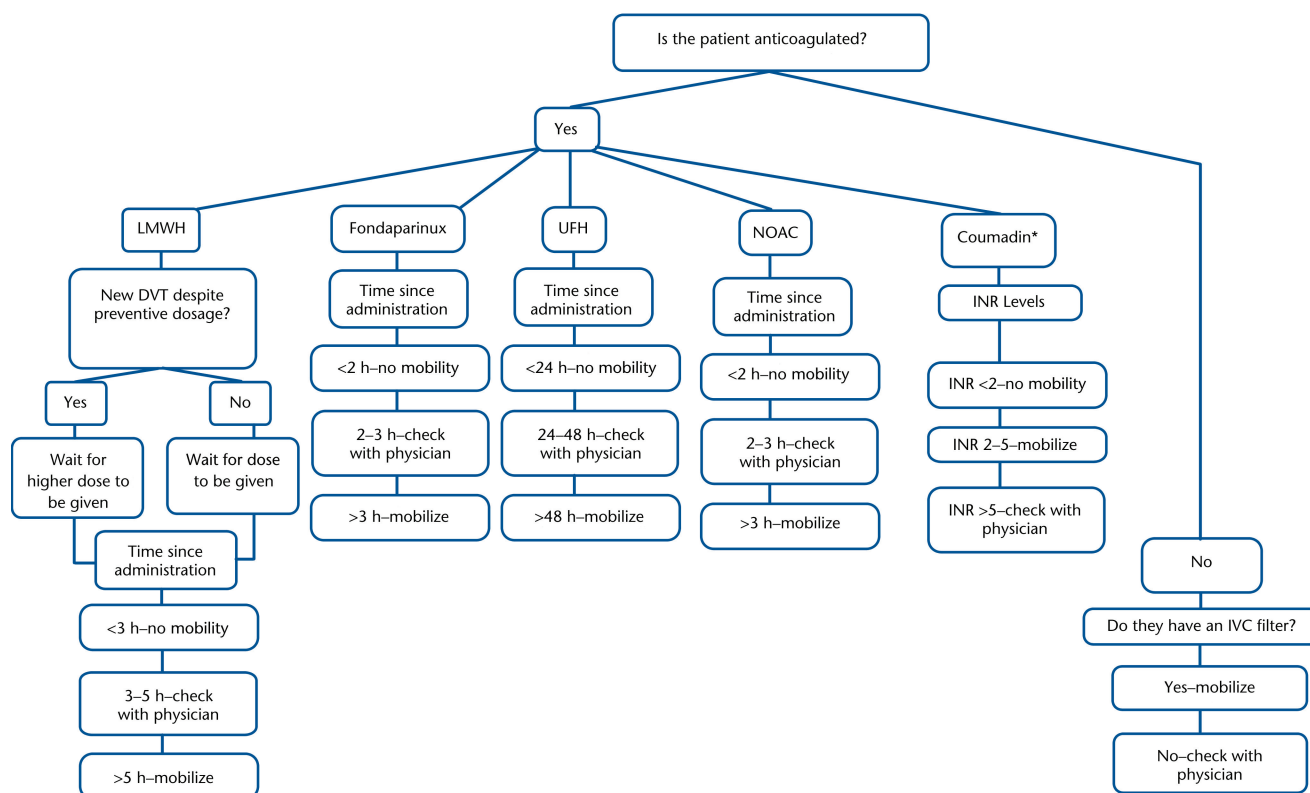 Is the patient anticoagulated?
Yes
LMWH
New DVT despite
preventive dosage?
Yes
No
Wait for
higher dose to
be given
Wait for dose
to be given
Time since
administration
<3 h–no mobility
3–5 h–check
with physician
>5 h–mobilize
Fondaparinux
Time since
administration
<2 h–no mobility
2–3 h–check
with physician
>3 h–mobilize
UFH
Time since
administration
<24 h–no mobility
24–48 h–check
with physician
>48 h–mobilize
NOAC
Time since
administration
<2 h–no mobility
2–3 h–check
with physician
>3 h–mobilize
Coumadin*
INR Levels
INR <2–no mobility
INR 2–5–mobilize
INR >5–check with
physician
No
Do they have an IVC filter?
Yes–mobilize
No–check with
physician